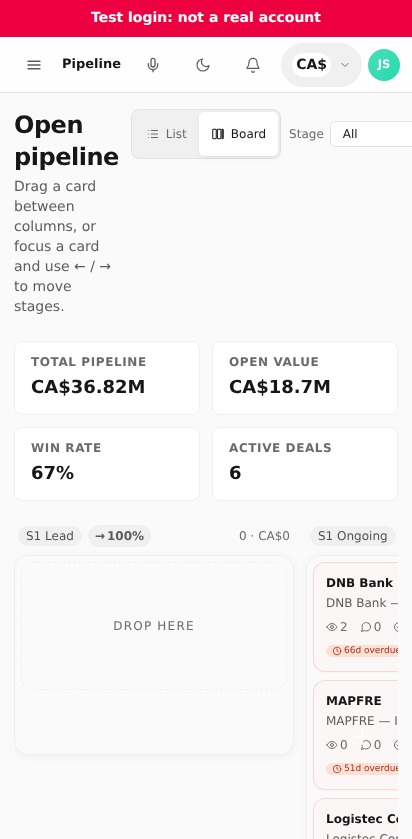 Test login: not a real account
Pipeline
CA$
JS
Open pipeline
Drag a card
between
columns, or
focus a card
and use ← / →
to move
stages.
List
Board
Stage
All
TOTAL PIPELINE
CA$36.82M
OPEN VALUE
CA$18.7M
WIN RATE
67%
ACTIVE DEALS
6
S1 Lead
→ 100%
0 · CA$0
DROP HERE
S1 Ongoing
DNB Bank
DNB Bank —
2 0
66d overdue
MAPFRE
MAPFRE —
0 0
51d overdue
Logistec